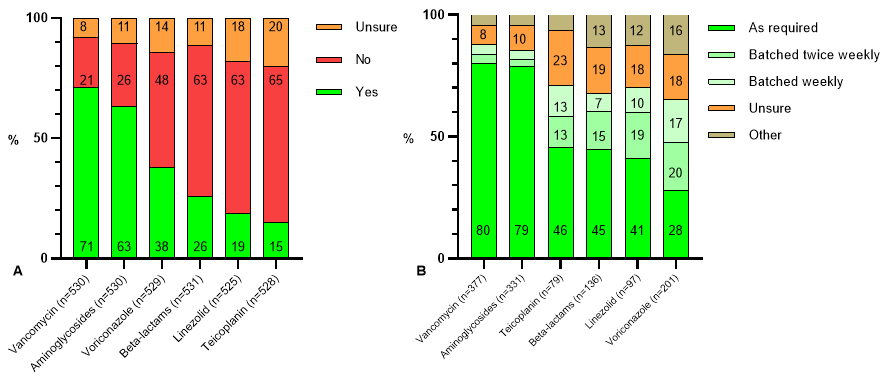 100
50
0
%
8 11 14 11 18 20
21 26 48 63 63 65
71 63 38 26 19 15
Unsure
No
Yes
A
Vancomycin (n=530)
Aminoglycosides (n=530)
Voriconazole (n=529)
Beta-lactams (n=531)
Linezolid (n=525)
Teicoplanin (n=528)
100
50
0
%
13 12 16
8 10 23 19 18 18
13 7 10 17
13 15 19 20
80 79 46 45 41 28
As required
Batched twice weekly
Batched weekly
Unsure
Other
B
Vancomycin (n=377)
Aminoglycosides (n=331)
Teicoplanin (n=79)
Beta-lactams (n=136)
Linezolid (n=97)
Voriconazole (n=201)